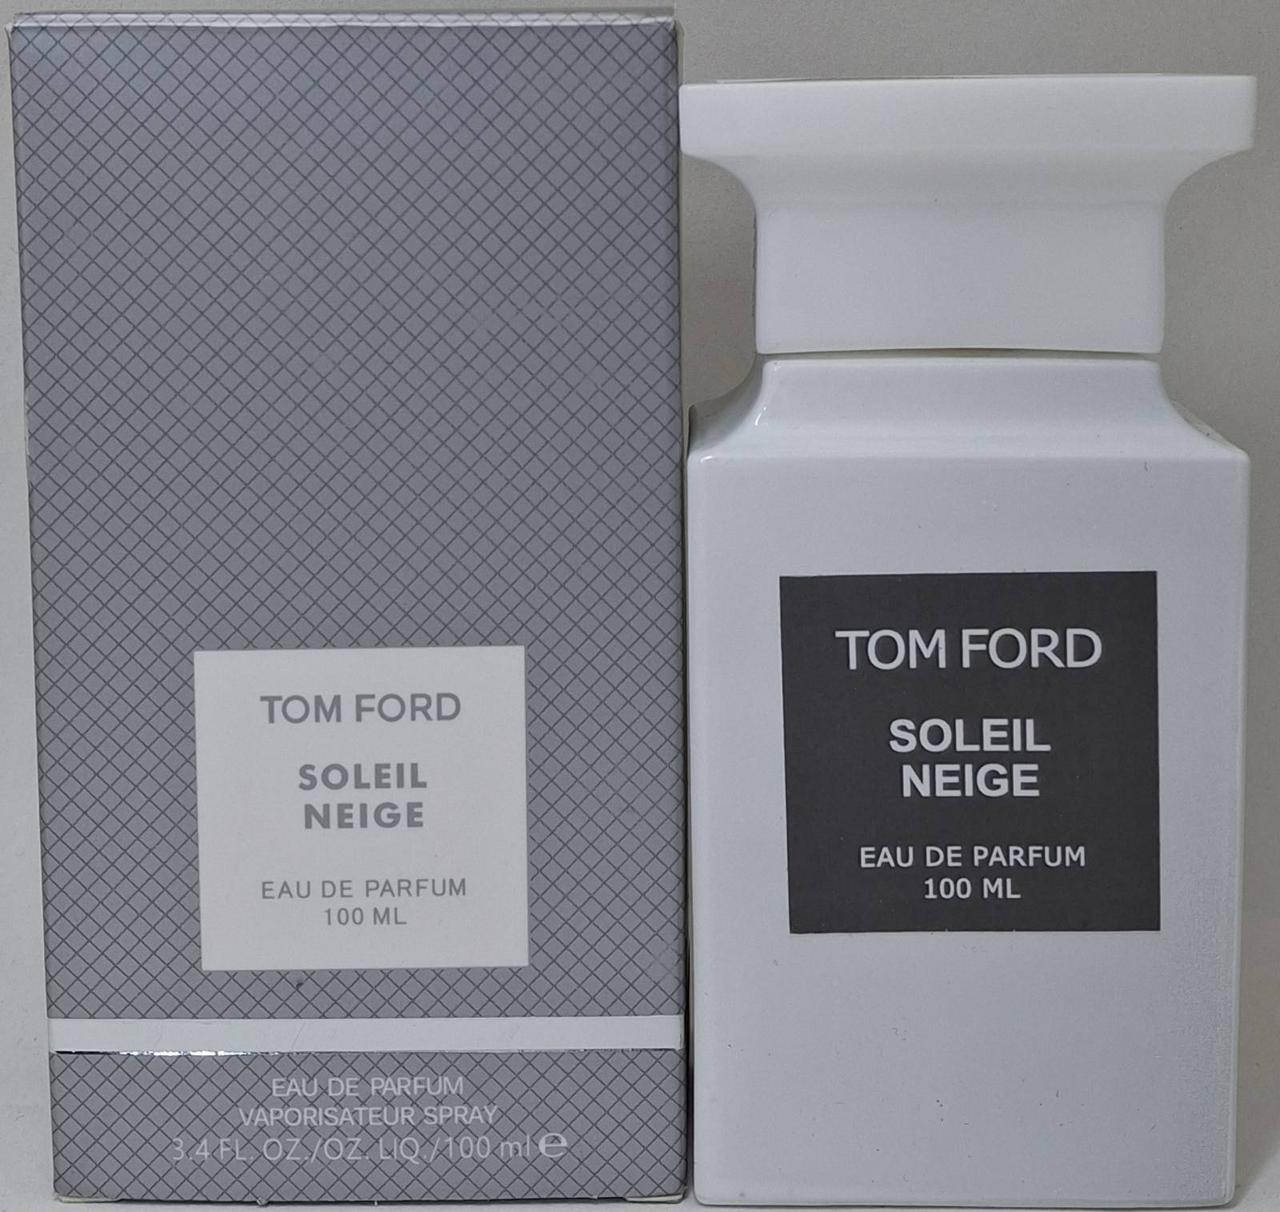 TOM FORD
SOLEIL
NEIGE
EAU DE PARFUM
100 ML
EAU DE PARFUM
VAPORISATEUR SPRAY
3.4 FL. OZ./OZ. LIQ./100 ml ℮
TOM FORD
SOLEIL
NEIGE
EAU DE PARFUM
100 ML